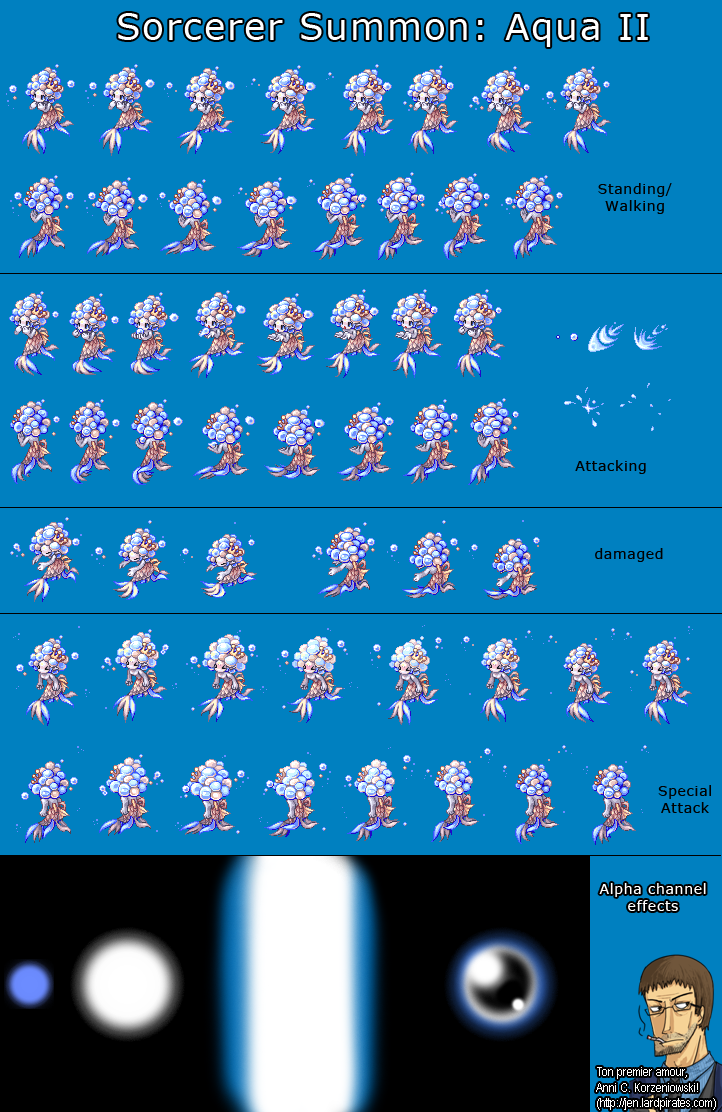 Sorcerer Summon: Aqua II
Standing/
Walking
Attacking
damaged
Special
Attack
Alpha channel
effects
Ton premier amour,
Anni C. Korzeniowski!
(http://jen.lardpirates.com)